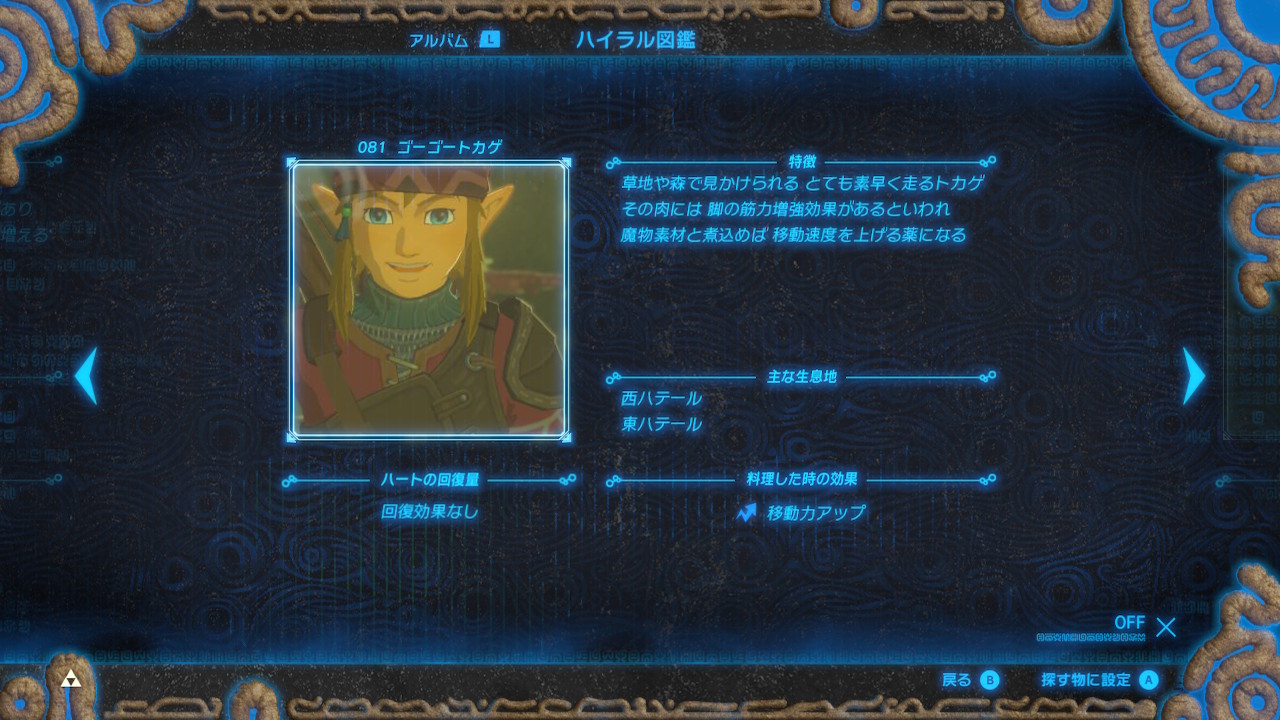 アルバム L
ハイラル図鑑
081 ゴーゴートカゲ
特徴
草地や森で見かけられる とても素早く走るトカゲ
その肉には 脚の筋力増強効果があるといわれ
魔物素材と煮込めば 移動速度を上げる薬になる
主な生息地
西ハテール
東ハテール
ハートの回復量
回復効果なし
料理した時の効果
移動力アップ
あり
増える
OFF
戻る B
探す物に設定 A